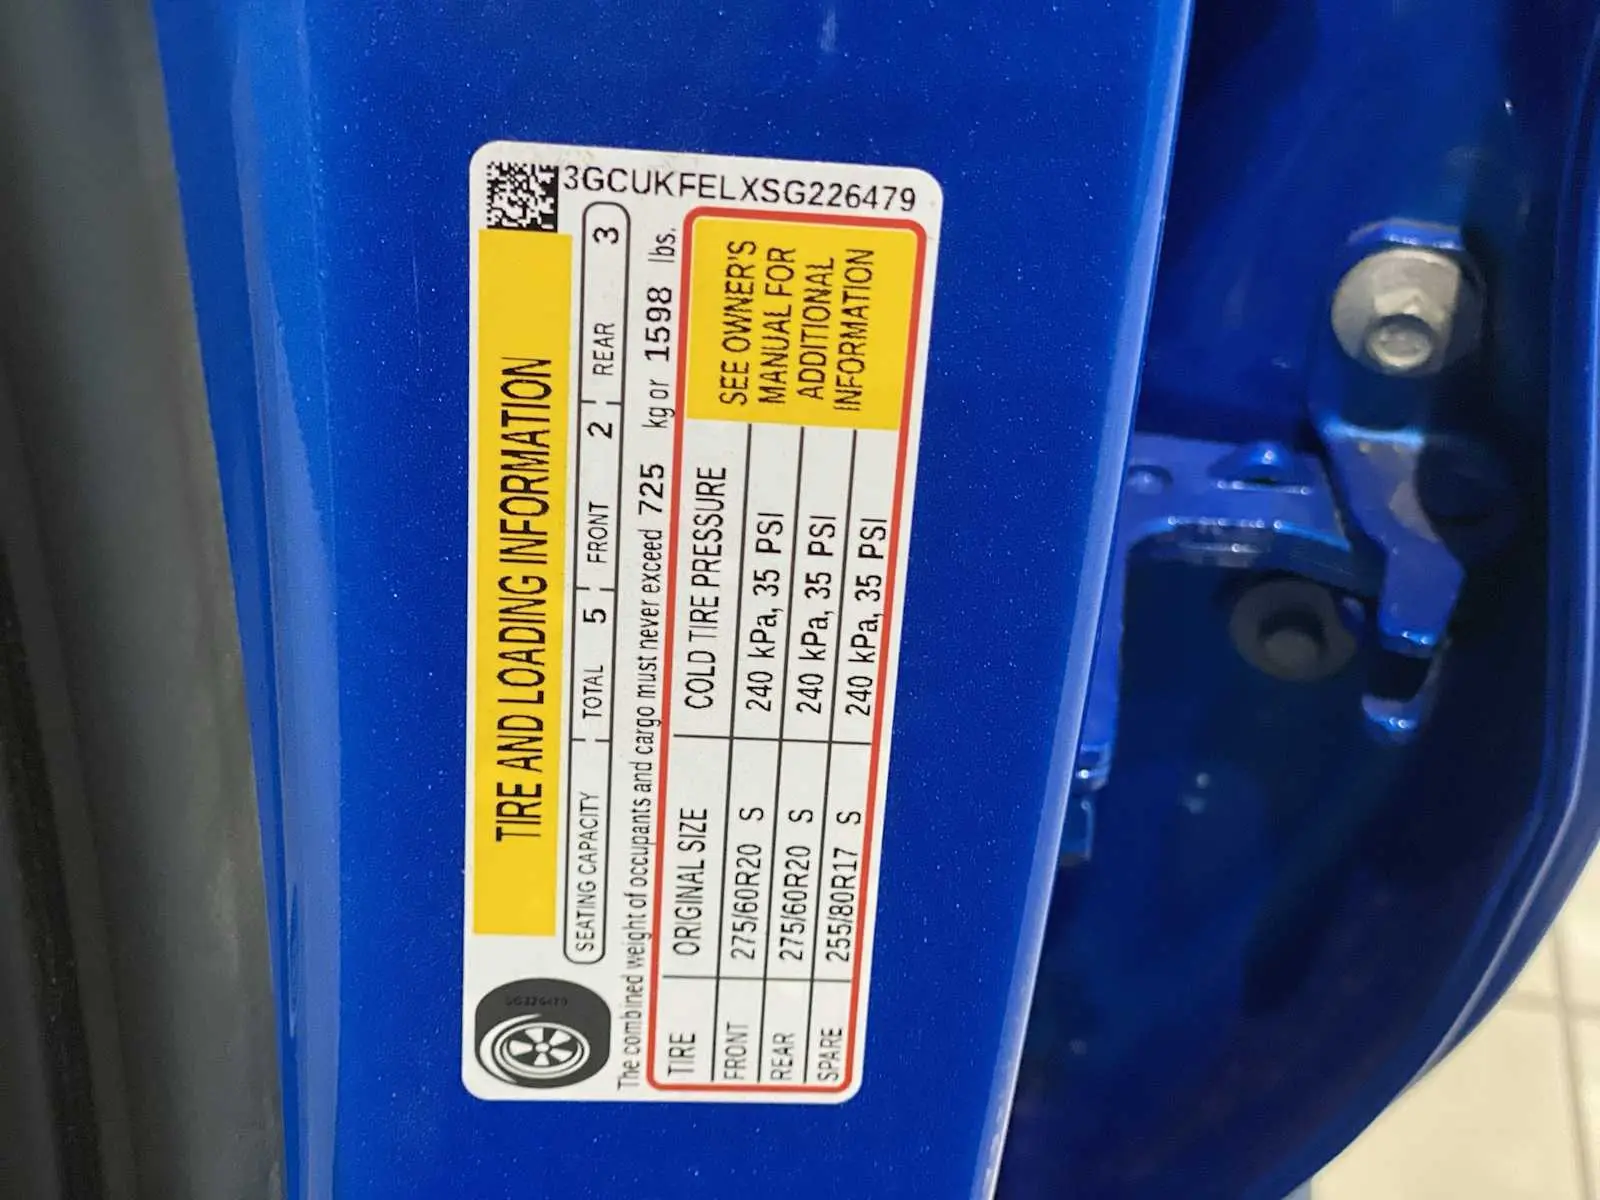 3GCUKFELXSG226479
TIRE AND LOADING INFORMATION
SEATING CAPACITY TOTAL 5 FRONT 2 REAR 3
The combined weight of occupants and cargo must never exceed 725 kg or 1598 lbs.
TIRE ORIGINAL SIZE COLD TIRE PRESSURE
FRONT 275/60R20 S 240 kPa, 35 PSI
REAR 275/60R20 S 240 kPa, 35 PSI
SPARE 255/80R17 S 240 kPa, 35 PSI
SEE OWNER'S
MANUAL FOR
ADDITIONAL
INFORMATION
SG226479